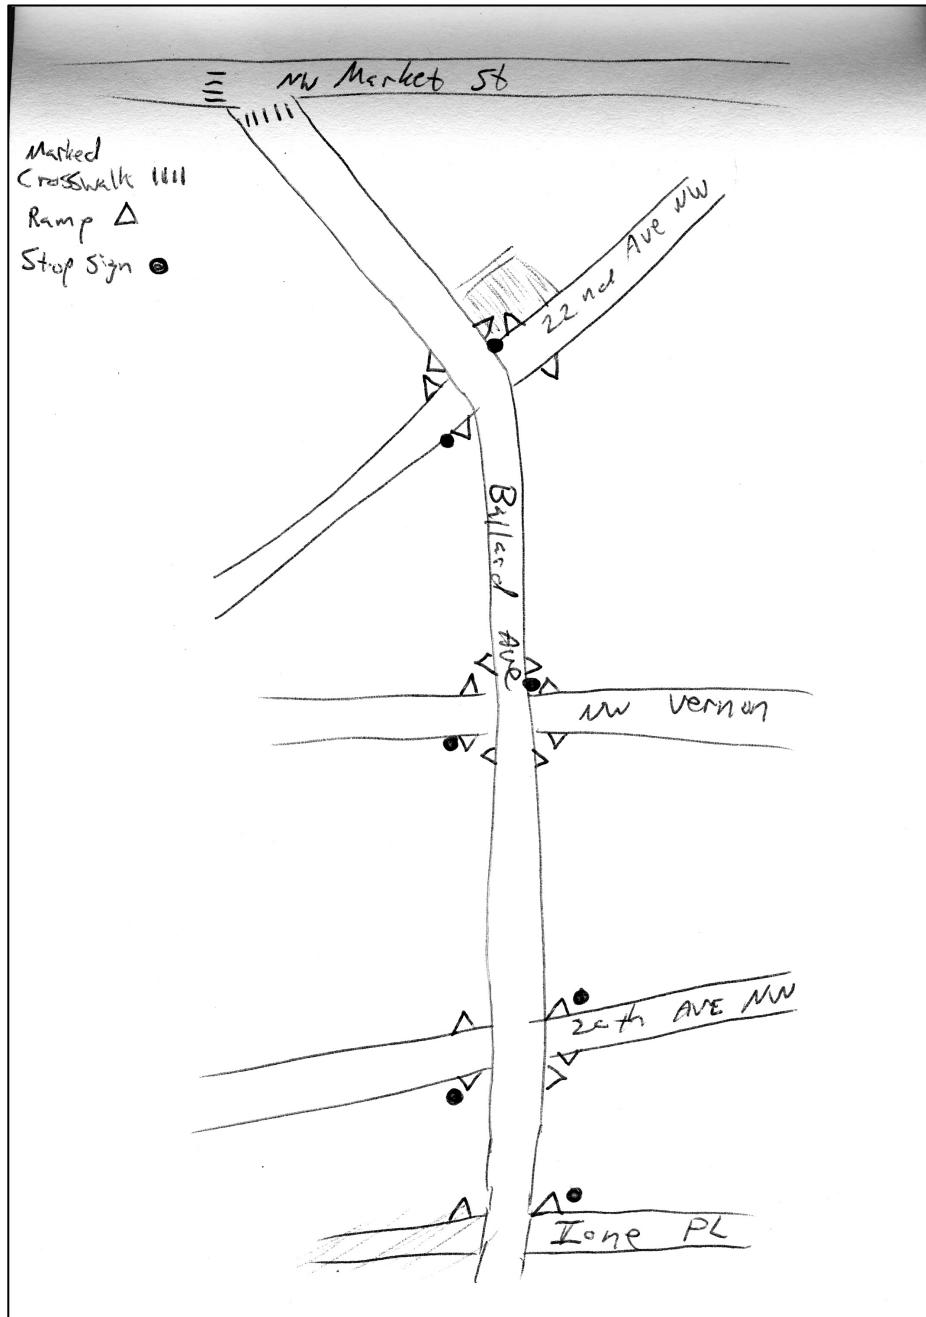 NW Market St
Marked
Crosswalk
Ramp
Stop Sign
22nd Ave NW
Ballard Ave
NW Vernon
20th AVE NW
Ione PL